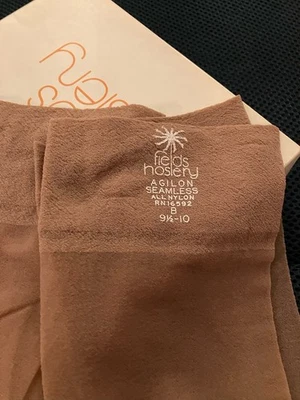 fields
hosiery
AGILON
SEAMLESS
ALL NYLON
RN16592
B
9½-10